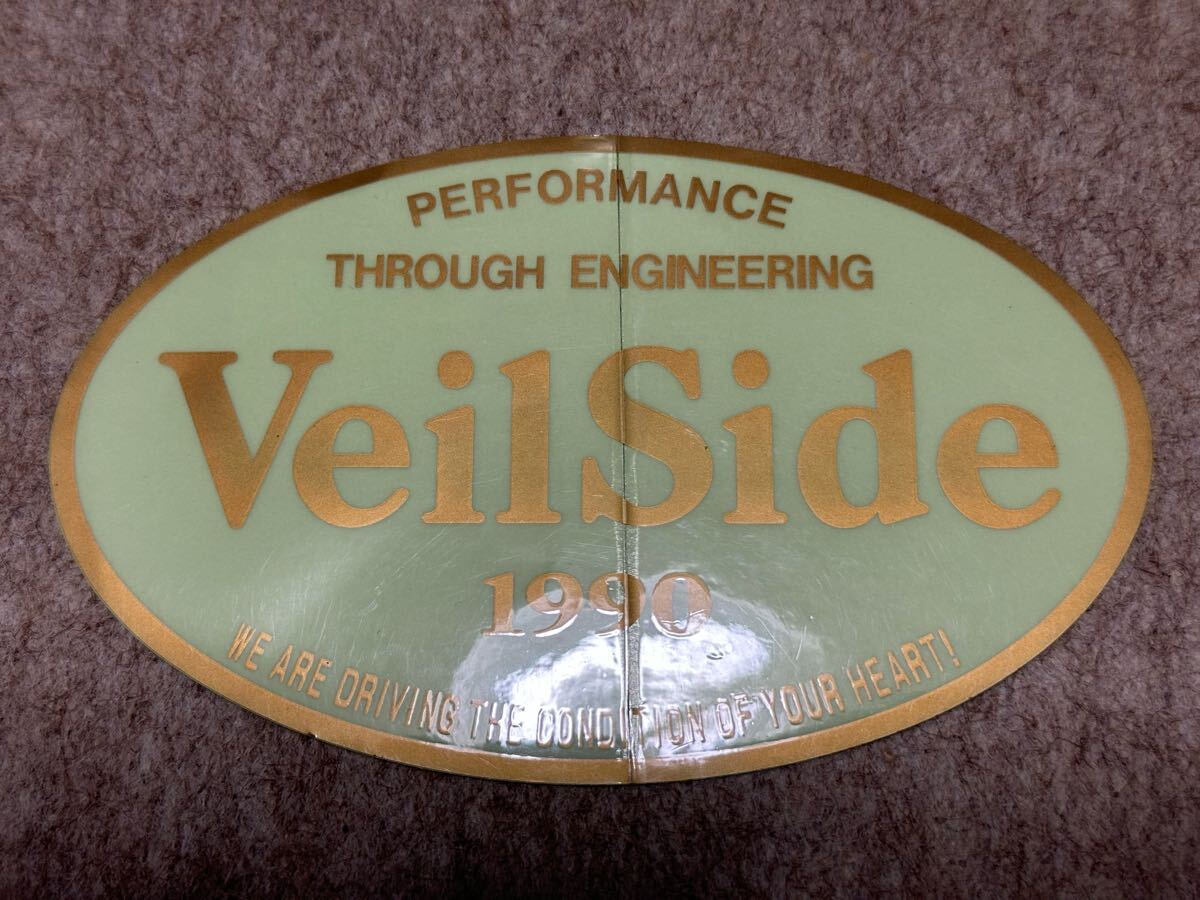 PERFORMANCE
THROUGH ENGINEERING
VeilSide
1990
WE ARE DRIVING THE CONDITION OF YOUR HEART!